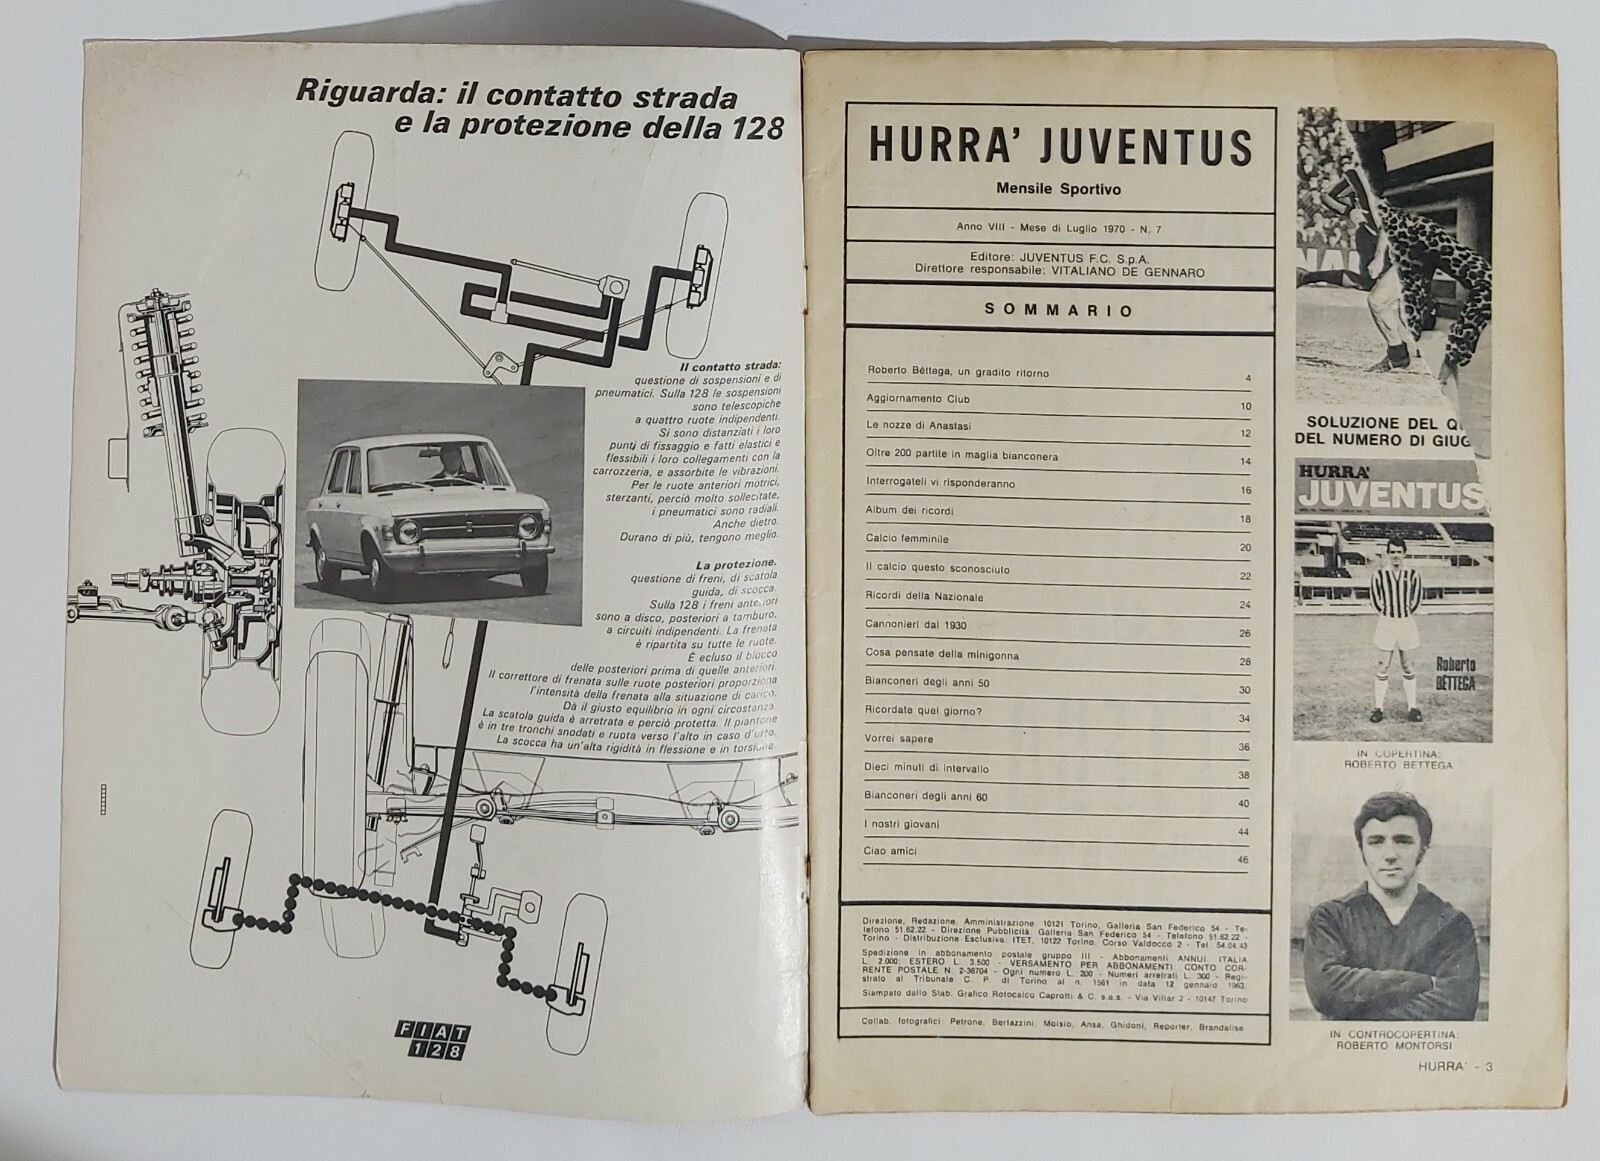 Riguarda: il contatto strada
e la protezione della 128
Il contatto strada:
questione di sospensioni e di
pneumatici. Sulla 128 le sospensioni
sono telescopiche
a quattro ruote indipendenti.
Si sono distanziati i loro
punti di fissaggio e fatti elastici e
flessibili i loro collegamenti con la
carrozzeria, e assorbite le vibrazioni.
Per le ruote anteriori motrici,
sterzanti, perciò molto sollecitate,
i pneumatici sono radiali.
Anche dietro.
Durano di più, tengono meglio.
La protezione.
questione di freni, di scatola
guida, di scocca.
Sulla 128 i freni anteriori
sono a disco, posteriori a tamburo,
a circuiti indipendenti. La frenata
è ripartita su tutte le ruote.
È ecluso il blocco
delle posteriori prima di quelle anteriori.
Il correttore di frenata sulle ruote posteriori proporziona
l'intensità della frenata alla situazione di carico.
Dà il giusto equilibrio in ogni circostanza.
La scatola guida è arretrata e perciò protetta. Il piantone
è in tre tronchi snodati e ruota verso l'alto in caso d'urto.
La scocca ha un'alta rigidità in flessione e in torsione.
FIAT
128
HURRA' JUVENTUS
Mensile Sportivo
Anno VIII - Mese di Luglio 1970 - N. 7
Editore: JUVENTUS F.C. S.p.A.
Direttore responsabile: VITALIANO DE GENNARO
SOMMARIO
Roberto Béttega, un gradito ritorno 4
Aggiornamento Club 10
Le nozze di Anastasi 12
Oltre 200 partite in maglia bianconera 14
Interrogateli vi risponderanno 16
Album dei ricordi 18
Calcio femminile 20
Il calcio questo sconosciuto 22
Ricordi della Nazionale 24
Cannonieri dal 1930 26
Cosa pensate della minigonna 28
Bianconeri degli anni 50 30
Ricordate quel giorno? 34
Vorrei sapere 36
Dieci minuti di intervallo 38
Bianconeri degli anni 60 40
I nostri giovani 44
Ciao amici 46
Direzione, Redazione, Amministrazione: 10121 Torino, Galleria San Federico 54 - Te-
lefono 51.62.22 - Direzione Pubblicità, Galleria San Federico 54 - Telefono 51.62.22 -
Torino - Distribuzione Esclusiva: ITET, 10122 Torino, Corso Valdocco 2 - Tel. 54.04.43
Spedizione in abbonamento postale gruppo III - Abbonamenti ANNUI ITALIA
L. 2.000; ESTERO L. 3.500 - VERSAMENTO PER ABBONAMENTI: CONTO COR-
RENTE POSTALE N. 2-36704 - Ogni numero L. 200 - Numeri arretrati L. 300 - Regi-
strato al Tribunale C. P. di Torino al n. 1561 in data 12 gennaio 1963.
Stampato dallo Stab. Grafico Rotocalco Caprotti & C. s.a.s. - Via Villar 2 - 10147 Torino
Collab. fotografici: Petrone, Bertazzini, Moisio, Ansa, Ghidoni, Reporter, Brandalise
SOLUZIONE DEL Q
DEL NUMERO DI GIUG
HURRA'
JUVENTUS
Roberto
BÉTTEGA
IN COPERTINA:
ROBERTO BETTEGA
IN CONTROCOPERTINA:
ROBERTO MONTORSI
HURRA' - 3